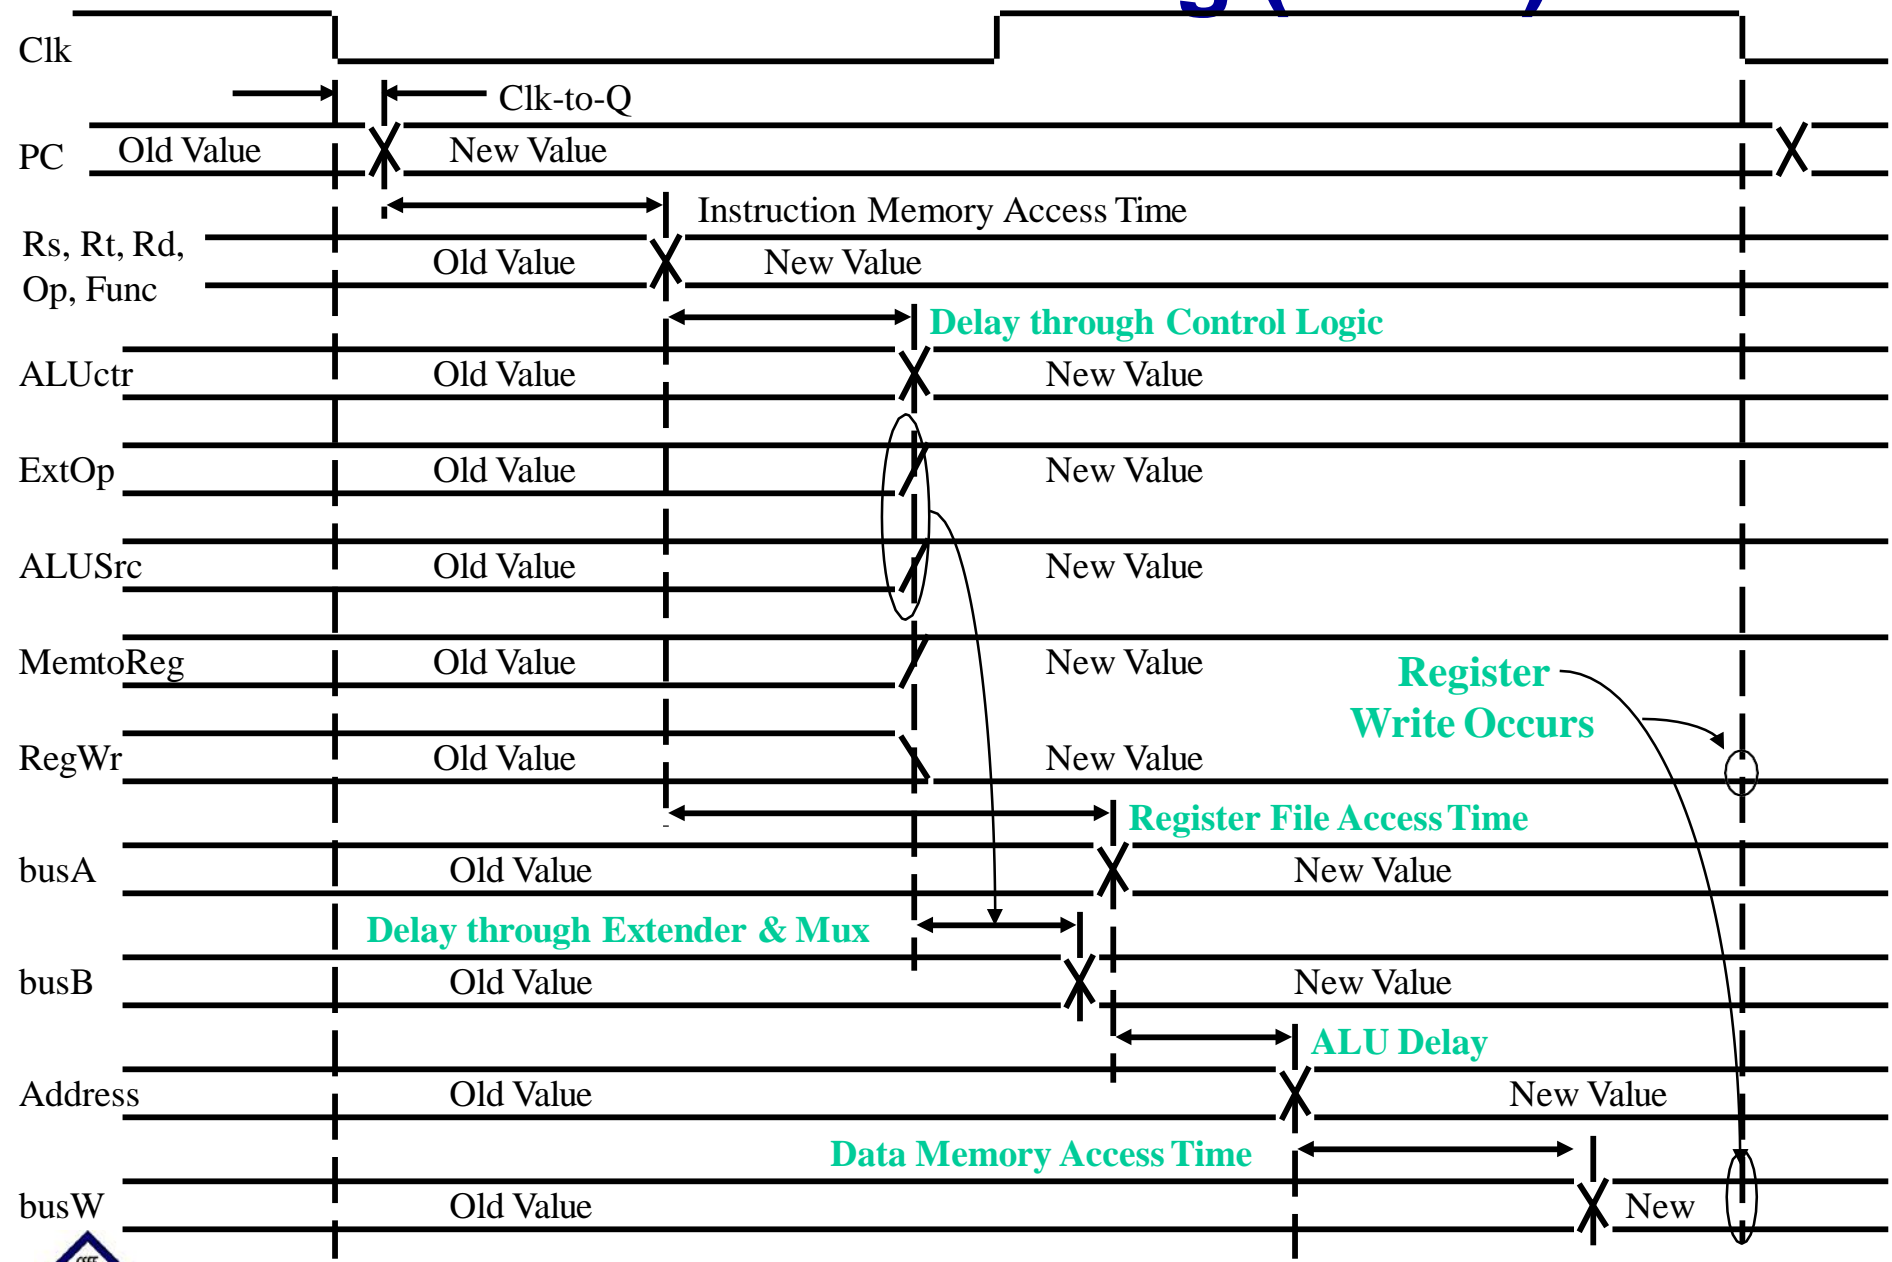 Clk
Clk-to-Q
PC Old Value New Value
Instruction Memory Access Time
Rs, Rt, Rd,
Op, Func
Old Value New Value
Delay through Control Logic
ALUctr Old Value New Value
ExtOp Old Value New Value
ALUSrc Old Value New Value
MemtoReg Old Value New Value
Register
Write Occurs
RegWr Old Value New Value
Register File Access Time
busA Old Value New Value
Delay through Extender & Mux
busB Old Value New Value
ALU Delay
Address Old Value New Value
Data Memory Access Time
busW Old Value New